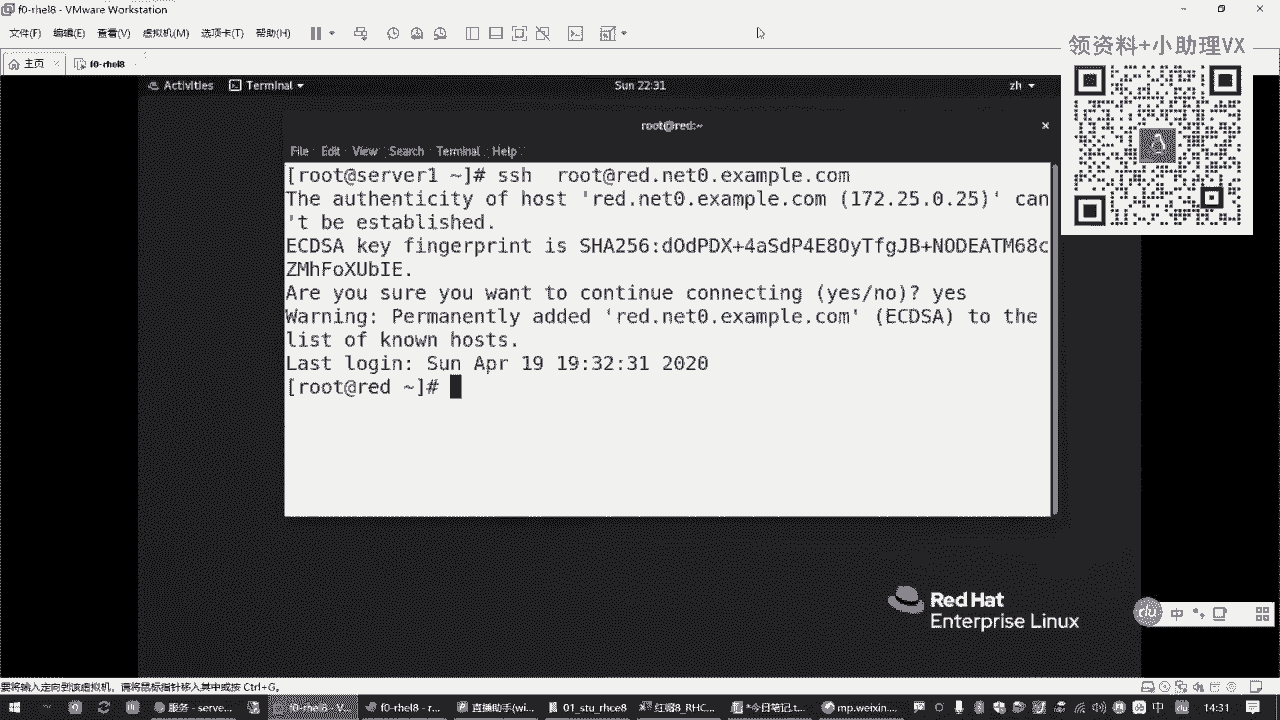 f0-rhel8 - VMware Workstation
文件(F) 编辑(E) 查看(V) 虚拟机(M) 选项卡(T) 帮助(H)
主页 f0-rhel8
领资料+小助理VX
Activities Terminal Sun 22:31 zh
root@red:~
File Edit View Search Terminal Help
[root@server1 ~]# ssh  root@red.net0.example.com
The authenticity of host 'red.net0.example.com (172.25.0.25)' can
't be established.
ECDSA key fingerprint is SHA256:dOdPDX+4aSdP4E8OyTfgJB+N0DEATM68c
ZMhFoXUbIE.
Are you sure you want to continue connecting (yes/no)? yes
Warning: Permanently added 'red.net0.example.com' (ECDSA) to the
list of known hosts.
Last login: Sun Apr 19 19:32:31 2020
[root@red ~]#
Red Hat
Enterprise Linux
du 中
要将输入定向到该虚拟机，请将鼠标指针移入其中或按 Ctrl+G。
服务 - serve... f0-rhel8 - V... f0rhel8 - r... 直播助手(wi... 01_stu_rhce8 红帽8_RHC... *今日笔记.t... mp.weixin... 中 du 14:31